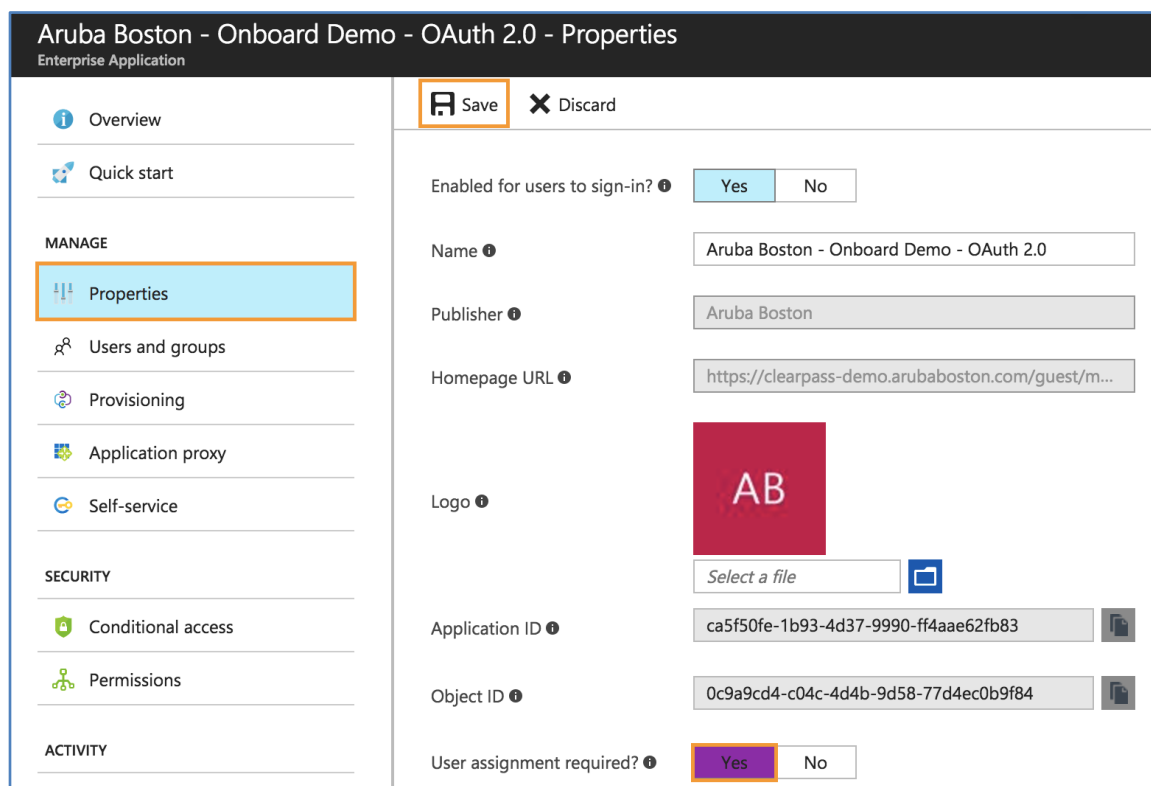 Aruba Boston - Onboard Demo - OAuth 2.0 - Properties
Enterprise Application
Overview
Quick start
MANAGE
Properties
Users and groups
Provisioning
Application proxy
Self-service
SECURITY
Conditional access
Permissions
ACTIVITY
Save Discard
Enabled for users to sign-in? Yes No
Name Aruba Boston - Onboard Demo - OAuth 2.0
Publisher Aruba Boston
Homepage URL https://clearpass-demo.arubaboston.com/guest/m...
Logo AB
Select a file
Application ID ca5f50fe-1b93-4d37-9990-ff4aae62fb83
Object ID 0c9a9cd4-c04c-4d4b-9d58-77d4ec0b9f84
User assignment required? Yes No